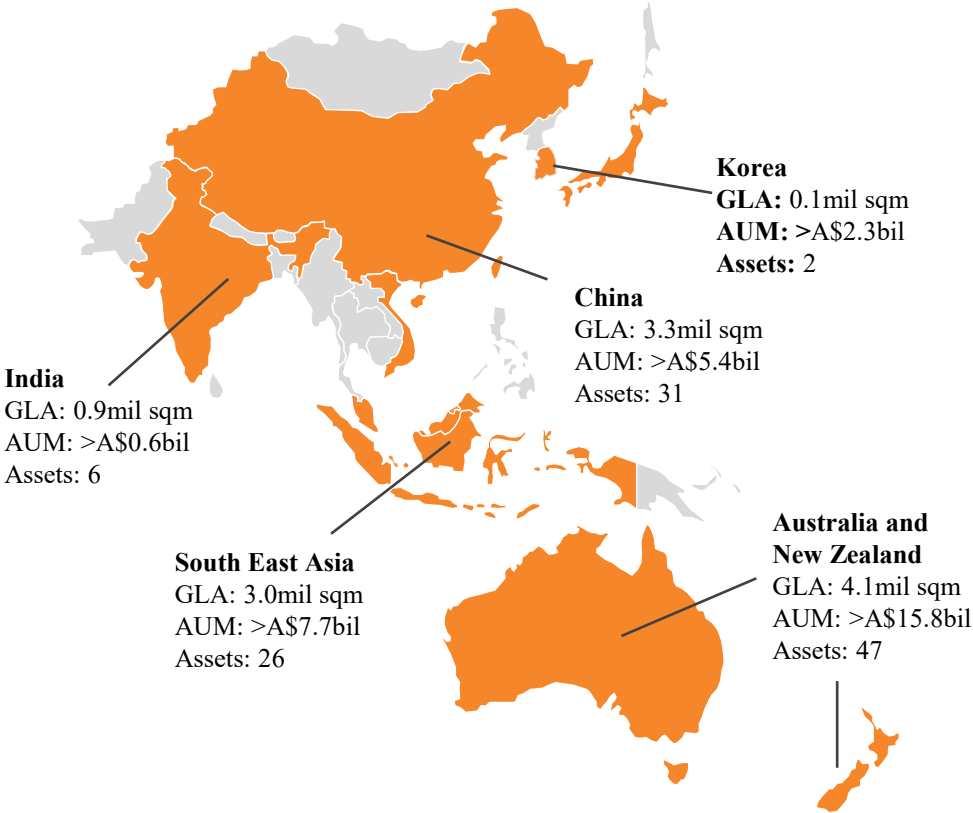 Korea
GLA: 0.1mil sqm
AUM: >A$2.3bil
Assets: 2
China
GLA: 3.3mil sqm
AUM: >A$5.4bil
Assets: 31
India
GLA: 0.9mil sqm
AUM: >A$0.6bil
Assets: 6
South East Asia
GLA: 3.0mil sqm
AUM: >A$7.7bil
Assets: 26
Australia and
New Zealand
GLA: 4.1mil sqm
AUM: >A$15.8bil
Assets: 47